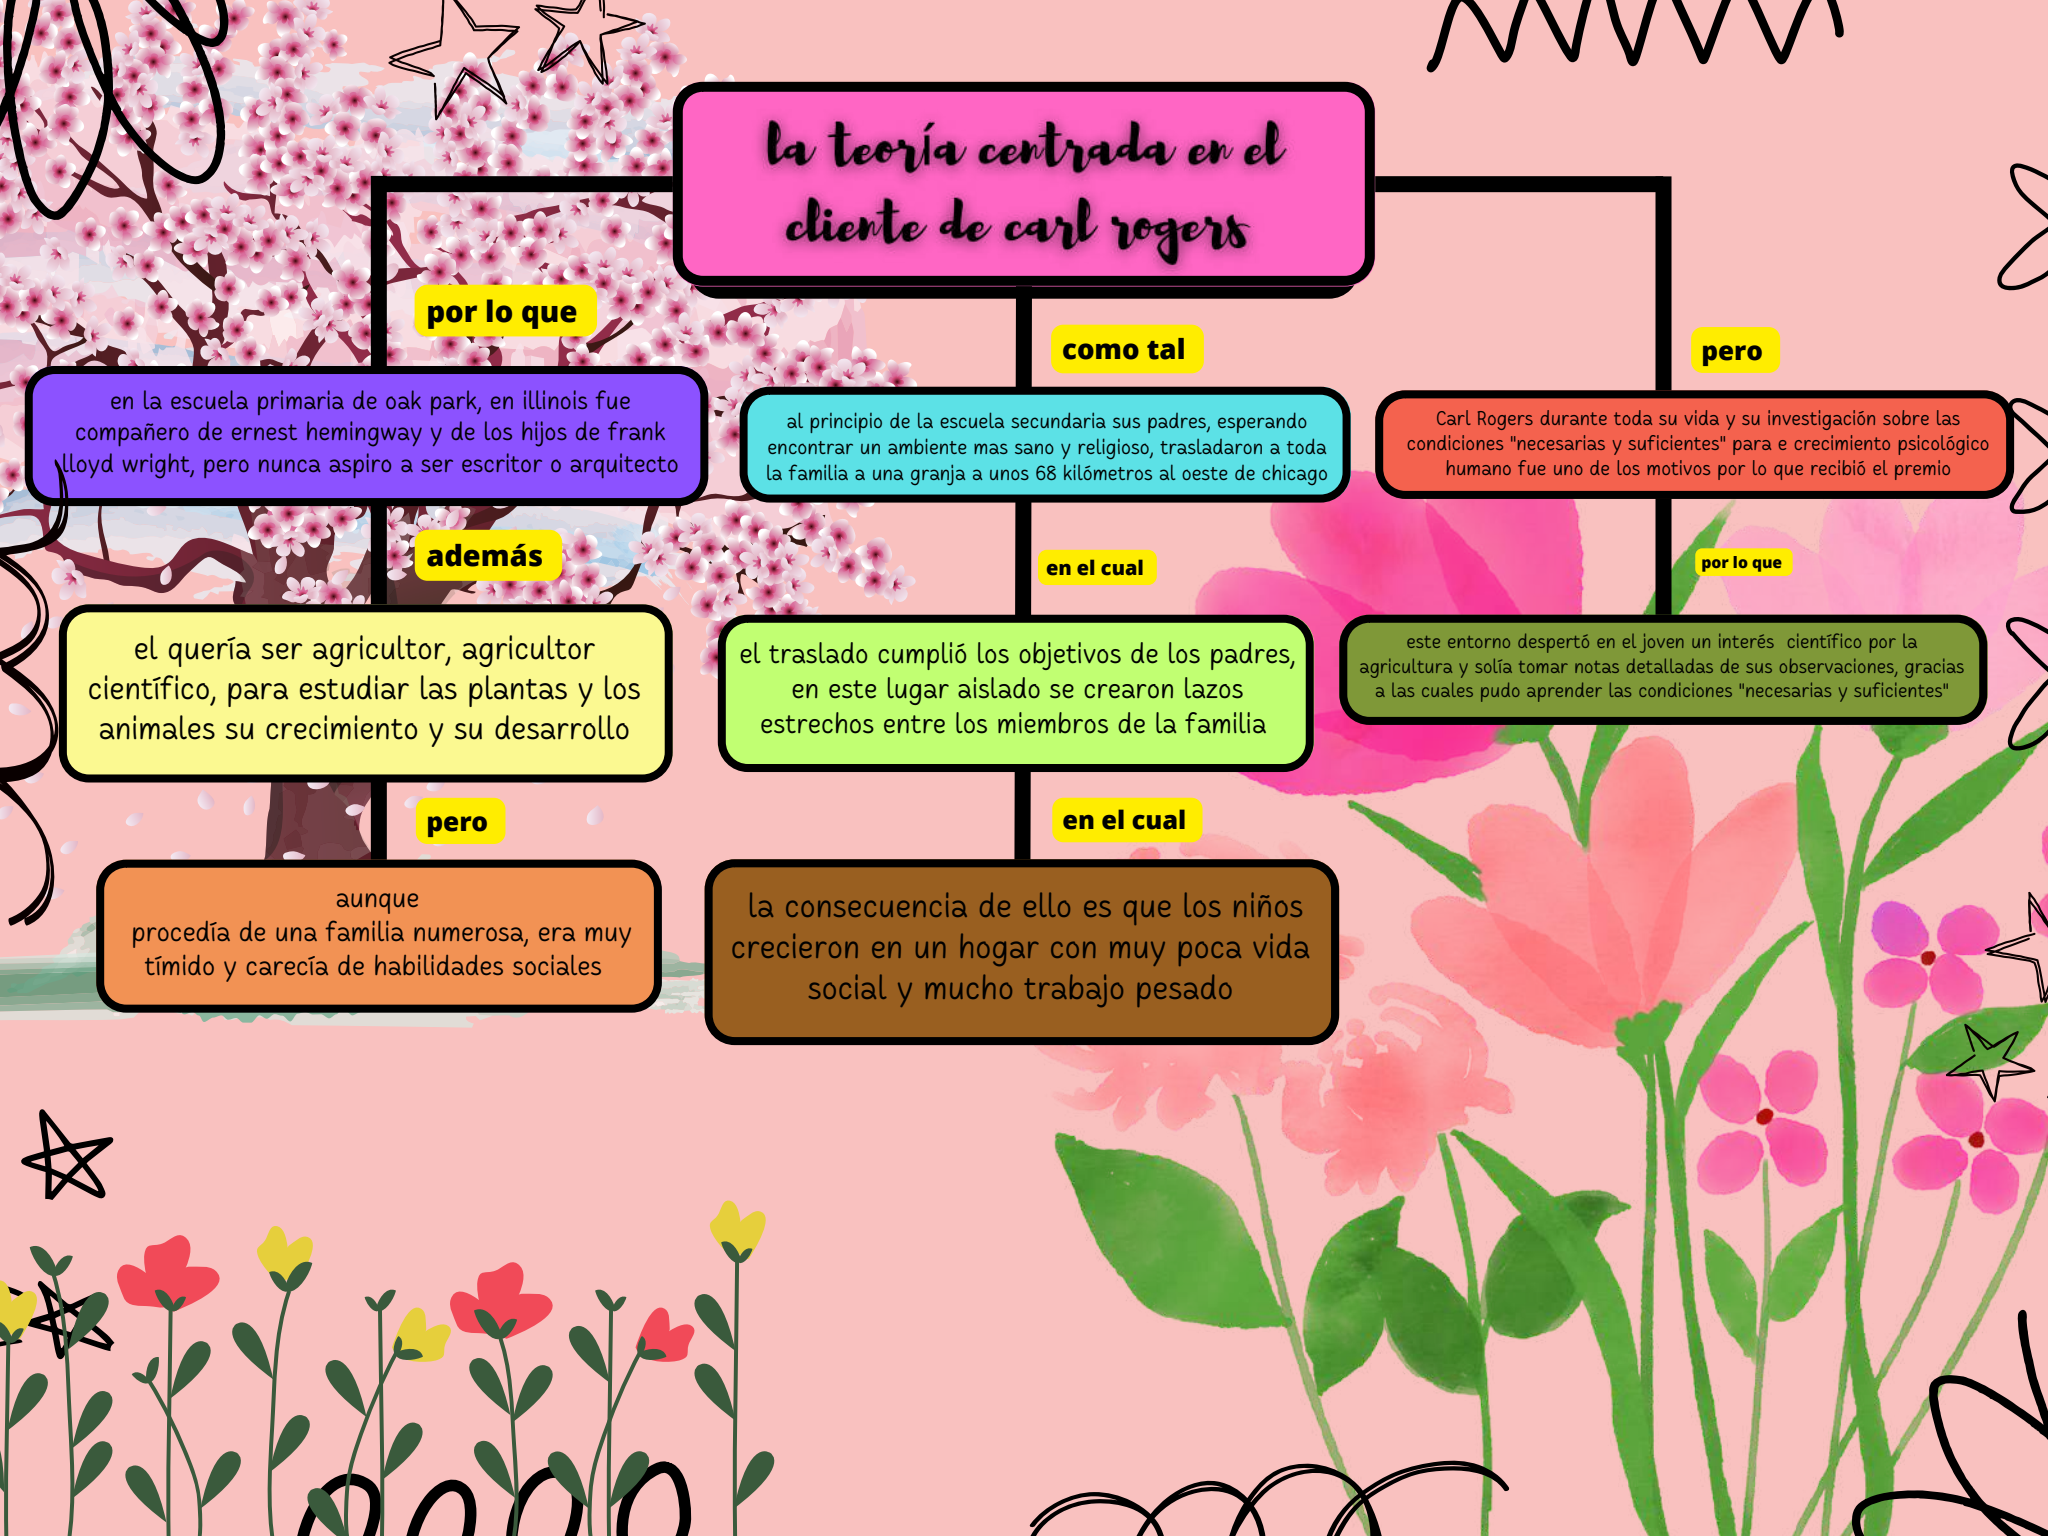 la teoría centrada en el
cliente de carl rogers
por lo que
en la escuela primaria de oak park, en illinois fue
compañero de ernest hemingway y de los hijos de frank
lloyd wright, pero nunca aspiro a ser escritor o arquitecto
además
el quería ser agricultor, agricultor
científico, para estudiar las plantas y los
animales su crecimiento y su desarrollo
pero
aunque
procedía de una familia numerosa, era muy
tímido y carecía de habilidades sociales
como tal
al principio de la escuela secundaria sus padres, esperando
encontrar un ambiente mas sano y religioso, trasladaron a toda
la familia a una granja a unos 68 kilómetros al oeste de chicago
en el cual
el traslado cumplió los objetivos de los padres,
en este lugar aislado se crearon lazos
estrechos entre los miembros de la familia
en el cual
la consecuencia de ello es que los niños
crecieron en un hogar con muy poca vida
social y mucho trabajo pesado
pero
Carl Rogers durante toda su vida y su investigación sobre las
condiciones "necesarias y suficientes" para e crecimiento psicológico
humano fue uno de los motivos por lo que recibió el premio
por lo que
este entorno despertó en el joven un interés  científico por la
agricultura y solía tomar notas detalladas de sus observaciones, gracias
a las cuales pudo aprender las condiciones "necesarias y suficientes"